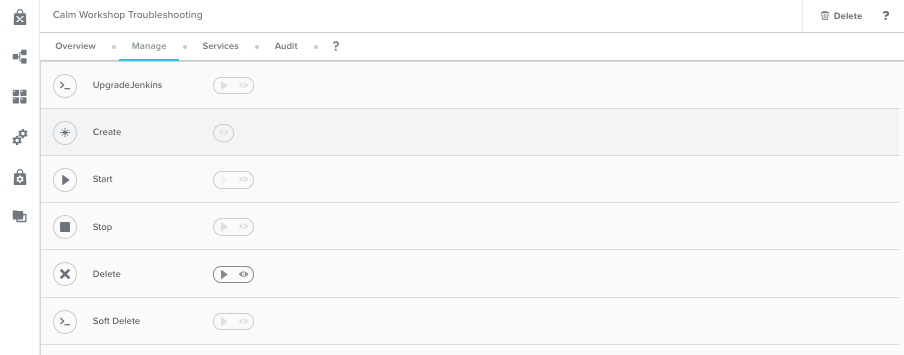 Calm Workshop Troubleshooting
Delete ?
Overview Manage Services Audit ?
UpgradeJenkins
Create
Start
Stop
Delete
Soft Delete